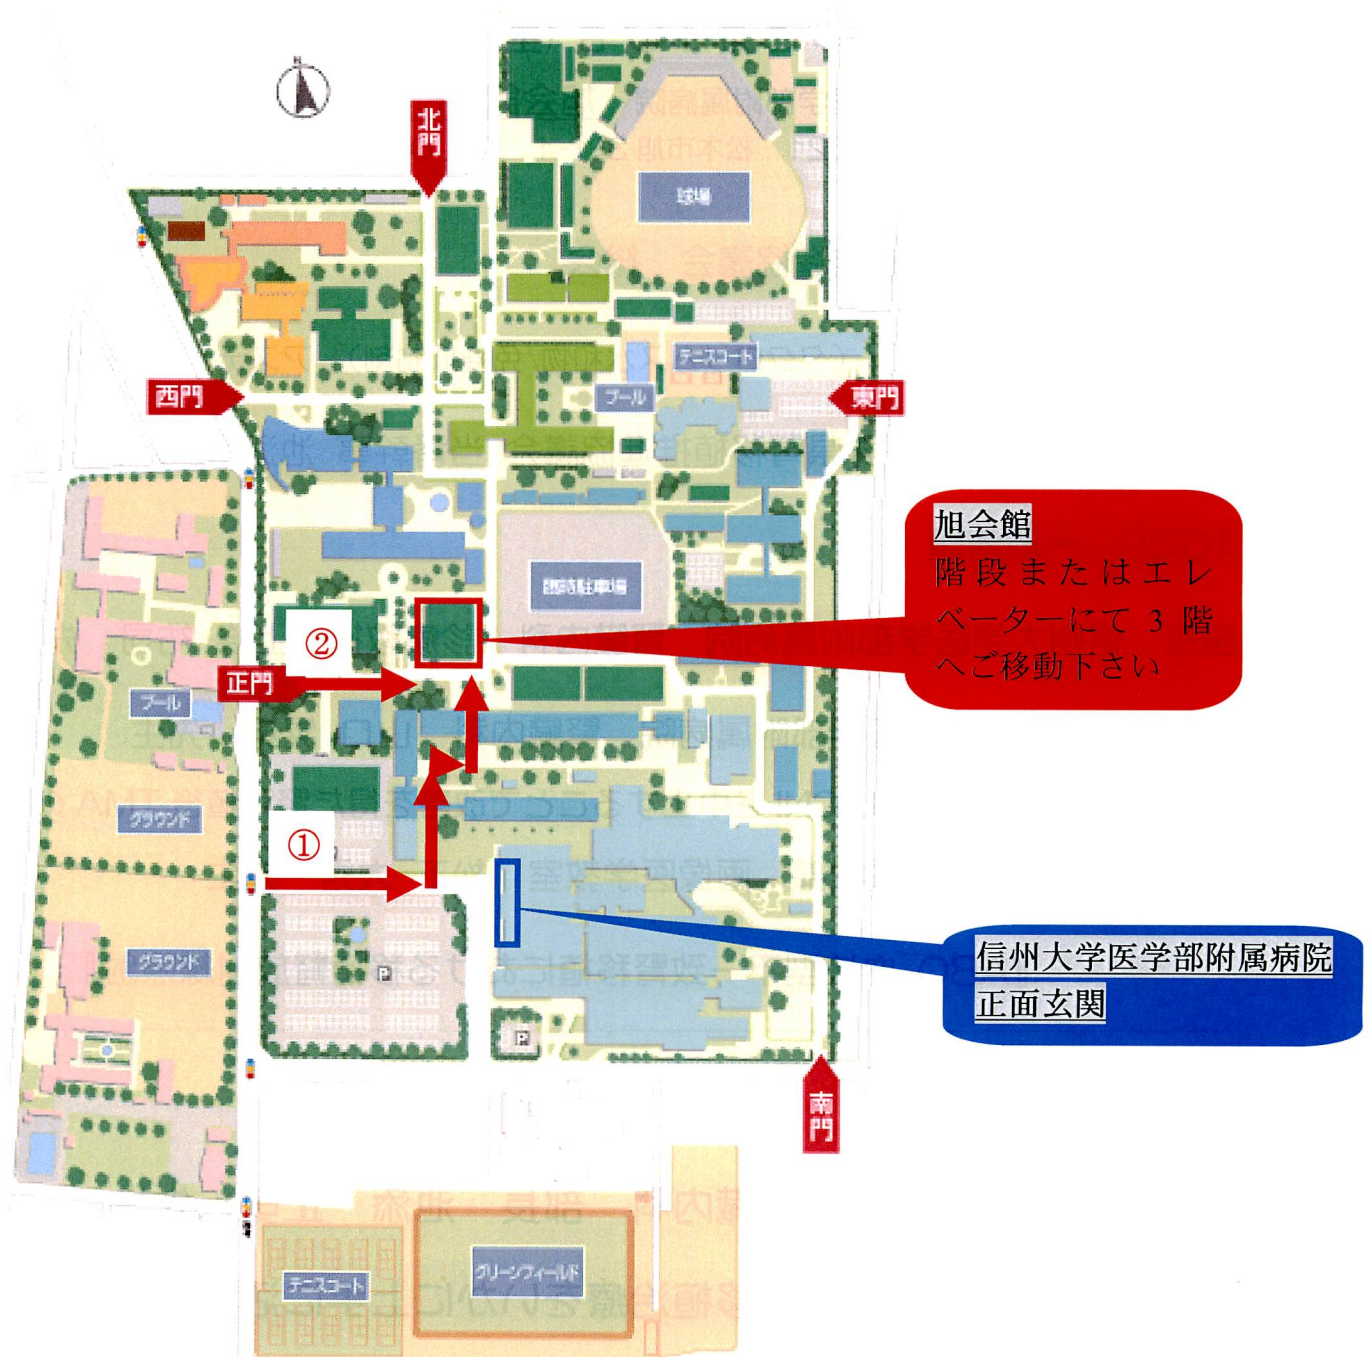 N
北門
球場
テニスコート
プール
西門
東門
旭会館
階段またはエレ
ベーターにて 3 階
へご移動下さい
臨時駐車場
②
正門
プール
グラウンド
①
グラウンド
P
P
信州大学医学部附属病院
正面玄関
南門
テニスコート
グリーンフィールド